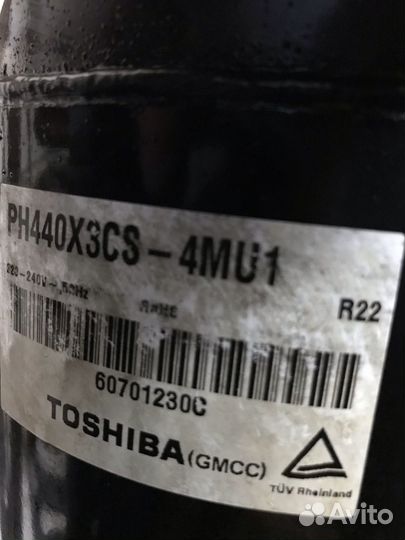 PH440X3CS-4MU1
220-240V~,50Hz
R22
60701230C
TOSHIBA (GMCC)
TÜV Rheinland
Avito